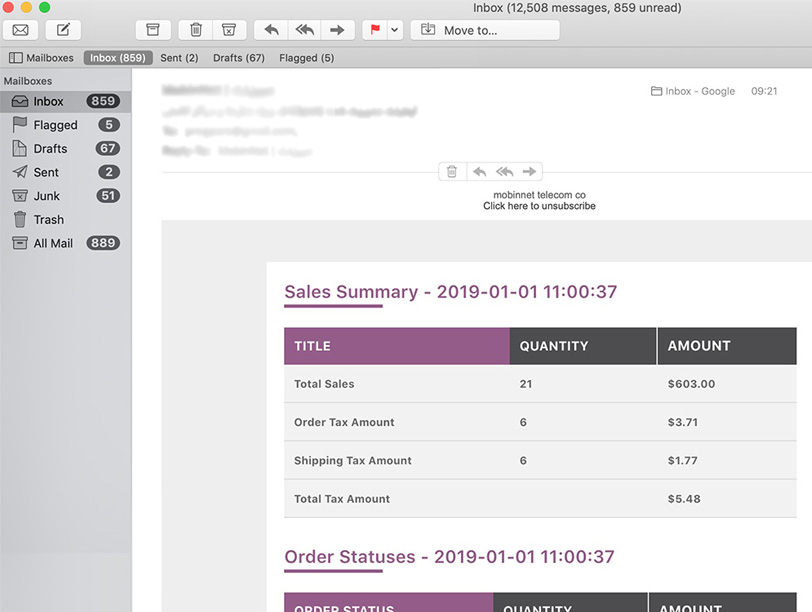 Inbox (12,508 messages, 859 unread)
Move to...
Mailboxes Inbox (859) Sent (2) Drafts (67) Flagged (5)
Mailboxes
Inbox 859
Flagged 5
Drafts 67
Sent 2
Junk 51
Trash
All Mail 889
Inbox - Google 09:21
To:
Reply-To:
mobinnet telecom co
Click here to unsubscribe
Sales Summary - 2019-01-01 11:00:37
TITLE QUANTITY AMOUNT
Total Sales 21 $603.00
Order Tax Amount 6 $3.71
Shipping Tax Amount 6 $1.77
Total Tax Amount $5.48
Order Statuses - 2019-01-01 11:00:37
ORDER STATUS QUANTITY AMOUNT